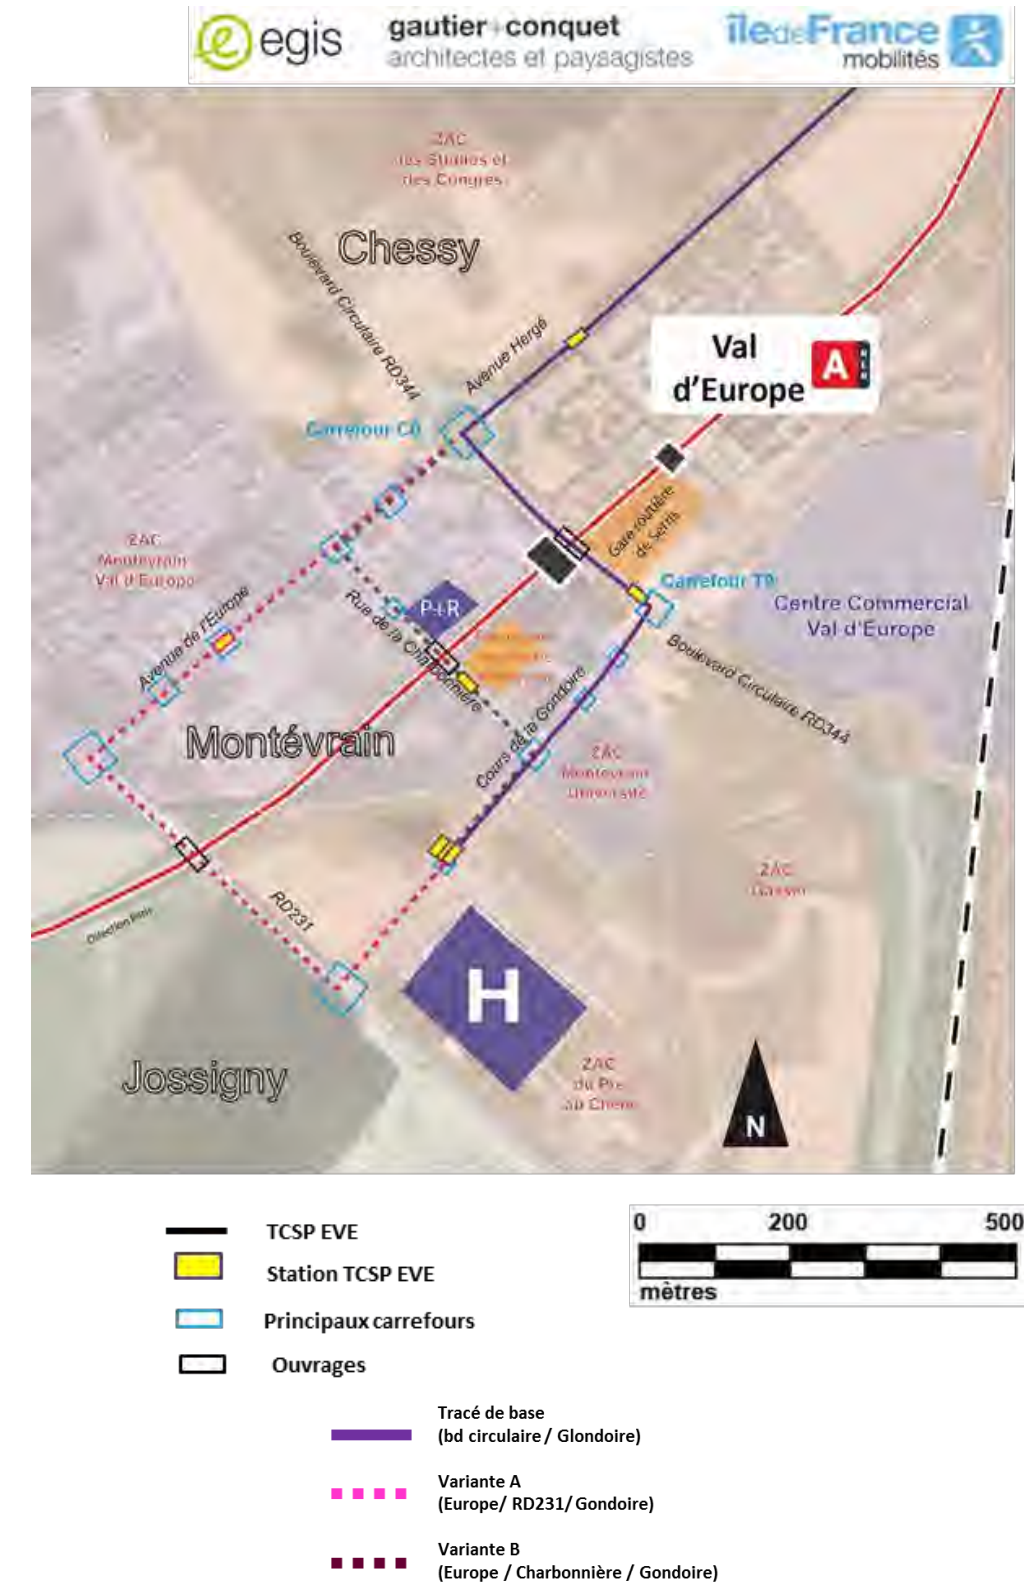 egis
gautier+conquet
architectes et paysagistes
îledeFrance
mobilités
ZAC
des Studios et
des Congrès
Chessy
Boulevard Circulaire RD344
Avenue Hergé
Val
d'Europe
A
RER
Carrefour C6
Gare routière
de Serris
ZAC
Montévrain
Val d'Europe
Carrefour T9
Centre Commercial
Val d'Europe
P+R
Rue de la Charbonnière
Avenue de l'Europe
Boulevard Circulaire RD344
Cours de la Gondoire
Montévrain
ZAC
Montévrain
Université
ZAC
RD231
Direction Paris
H
Jossigny
ZAC
du Pré
au Chêne
N
0 200 500
mètres
TCSP EVE
Station TCSP EVE
Principaux carrefours
Ouvrages
Tracé de base
(bd circulaire / Glondoire)
Variante A
(Europe/ RD231/ Gondoire)
Variante B
(Europe / Charbonnière / Gondoire)